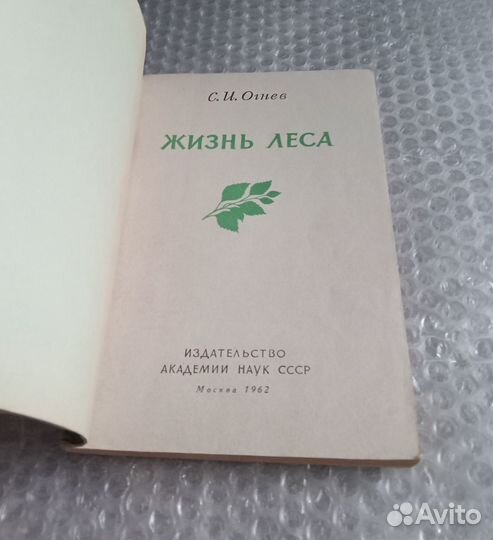 С. И. Огнев
ЖИЗНЬ ЛЕСА
ИЗДАТЕЛЬСТВО
АКАДЕМИИ НАУК СССР
Москва 1962
Avito